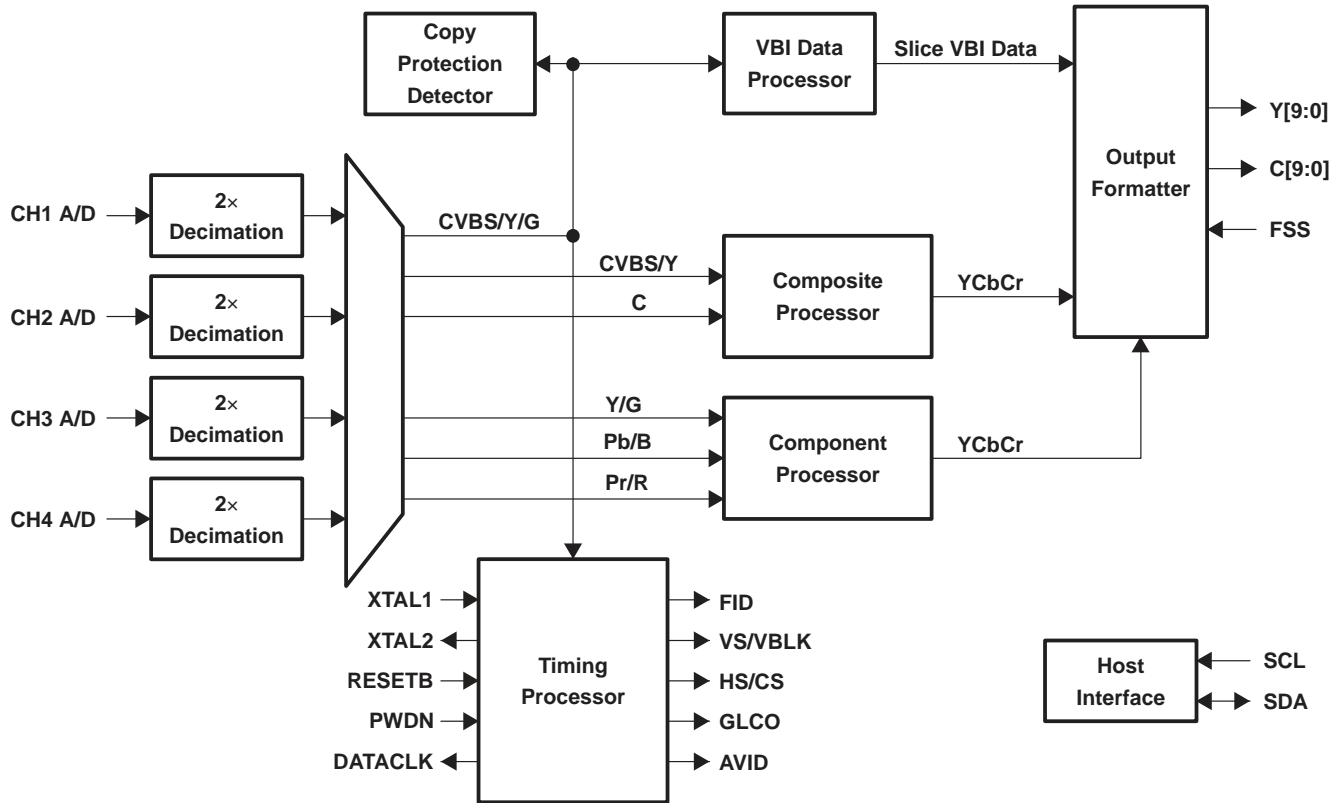 Copy
Protection
Detector
VBI Data
Processor
Slice VBI Data
Output
Formatter
Y[9:0]
C[9:0]
FSS
CH1 A/D
2×
Decimation
CH2 A/D
2×
Decimation
CH3 A/D
2×
Decimation
CH4 A/D
2×
Decimation
CVBS/Y/G
CVBS/Y
C
Composite
Processor
YCbCr
Y/G
Pb/B
Pr/R
Component
Processor
YCbCr
XTAL1
XTAL2
RESETB
PWDN
DATACLK
Timing
Processor
FID
VS/VBLK
HS/CS
GLCO
AVID
Host
Interface
SCL
SDA